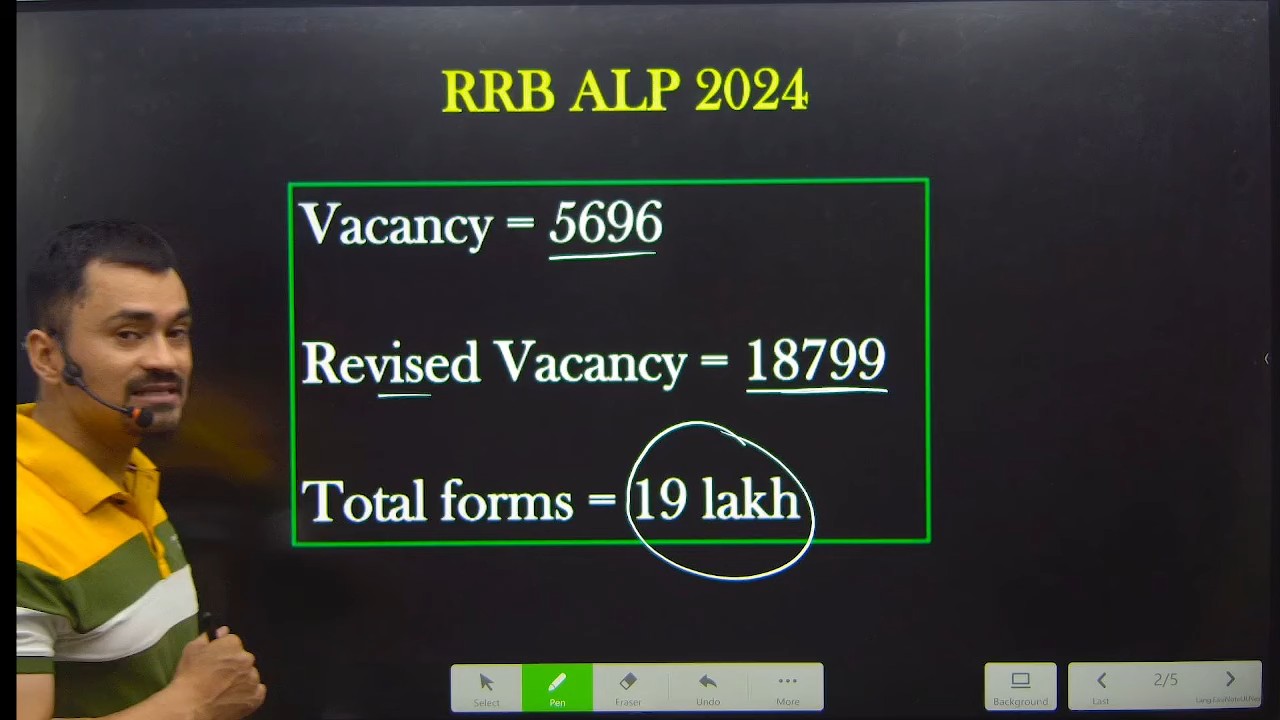 RRB ALP 2024
Vacancy = 5696
Revised Vacancy = 18799
Total forms = 19 lakh
Select
Pen
Eraser
Undo
More
Background
Last
2/5